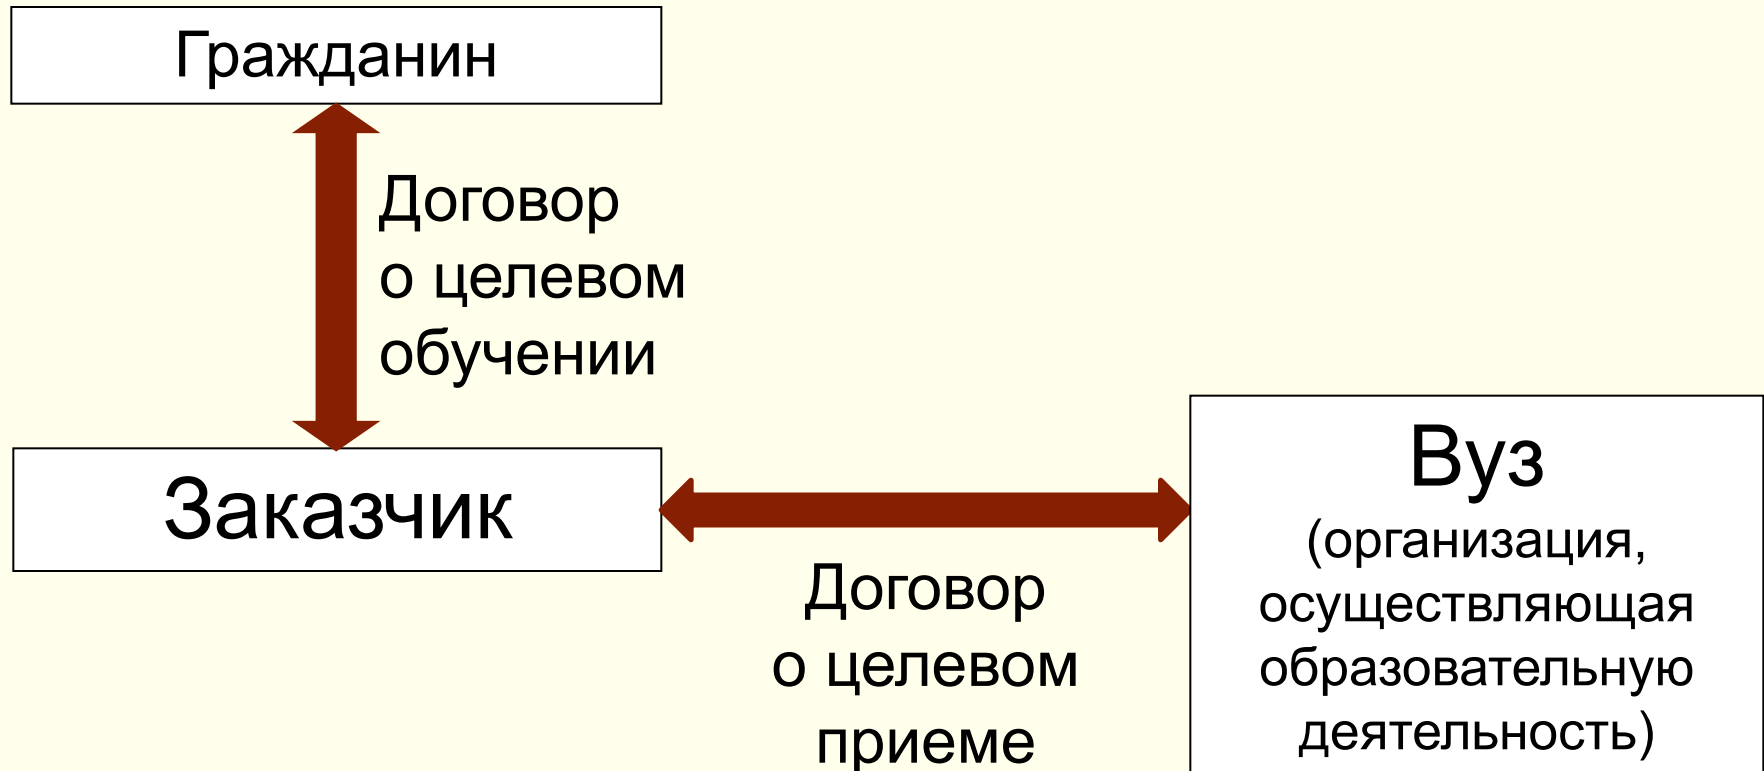 Гражданин
Договор
о целевом
обучении
Заказчик
Договор
о целевом
приеме
Вуз
(организация,
осуществляющая
образовательную
деятельность)